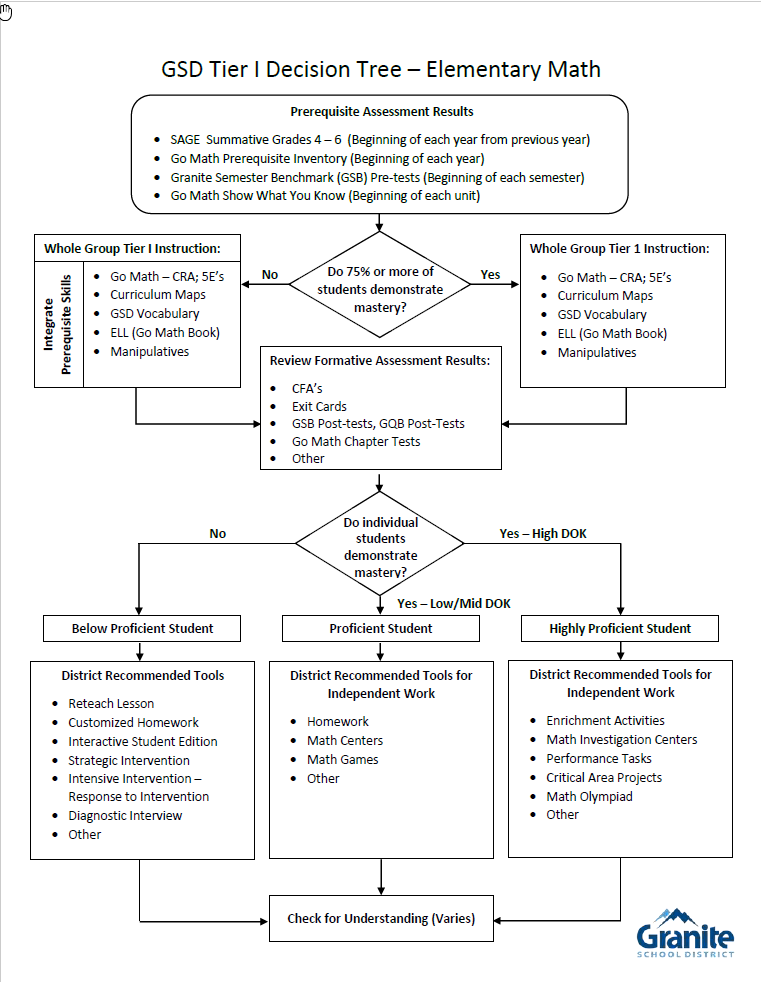 GSD Tier I Decision Tree – Elementary Math
Prerequisite Assessment Results
• SAGE Summative Grades 4 – 6 (Beginning of each year from previous year)
• Go Math Prerequisite Inventory (Beginning of each year)
• Granite Semester Benchmark (GSB) Pre-tests (Beginning of each semester)
• Go Math Show What You Know (Beginning of each unit)
Whole Group Tier I Instruction:
Integrate
Prerequisite Skills
• Go Math – CRA; 5E's
• Curriculum Maps
• GSD Vocabulary
• ELL (Go Math Book)
• Manipulatives
No
Do 75% or more of
students demonstrate
mastery?
Yes
Whole Group Tier 1 Instruction:
• Go Math – CRA; 5E's
• Curriculum Maps
• GSD Vocabulary
• ELL (Go Math Book)
• Manipulatives
Review Formative Assessment Results:
• CFA's
• Exit Cards
• GSB Post-tests, GQB Post-Tests
• Go Math Chapter Tests
• Other
No
Do individual
students
demonstrate
mastery?
Yes – High DOK
Yes – Low/Mid DOK
Below Proficient Student
Proficient Student
Highly Proficient Student
District Recommended Tools
• Reteach Lesson
• Customized Homework
• Interactive Student Edition
• Strategic Intervention
• Intensive Intervention –
Response to Intervention
• Diagnostic Interview
• Other
District Recommended Tools for
Independent Work
• Homework
• Math Centers
• Math Games
• Other
District Recommended Tools for
Independent Work
• Enrichment Activities
• Math Investigation Centers
• Performance Tasks
• Critical Area Projects
• Math Olympiad
• Other
Check for Understanding (Varies)
Granite
SCHOOL DISTRICT